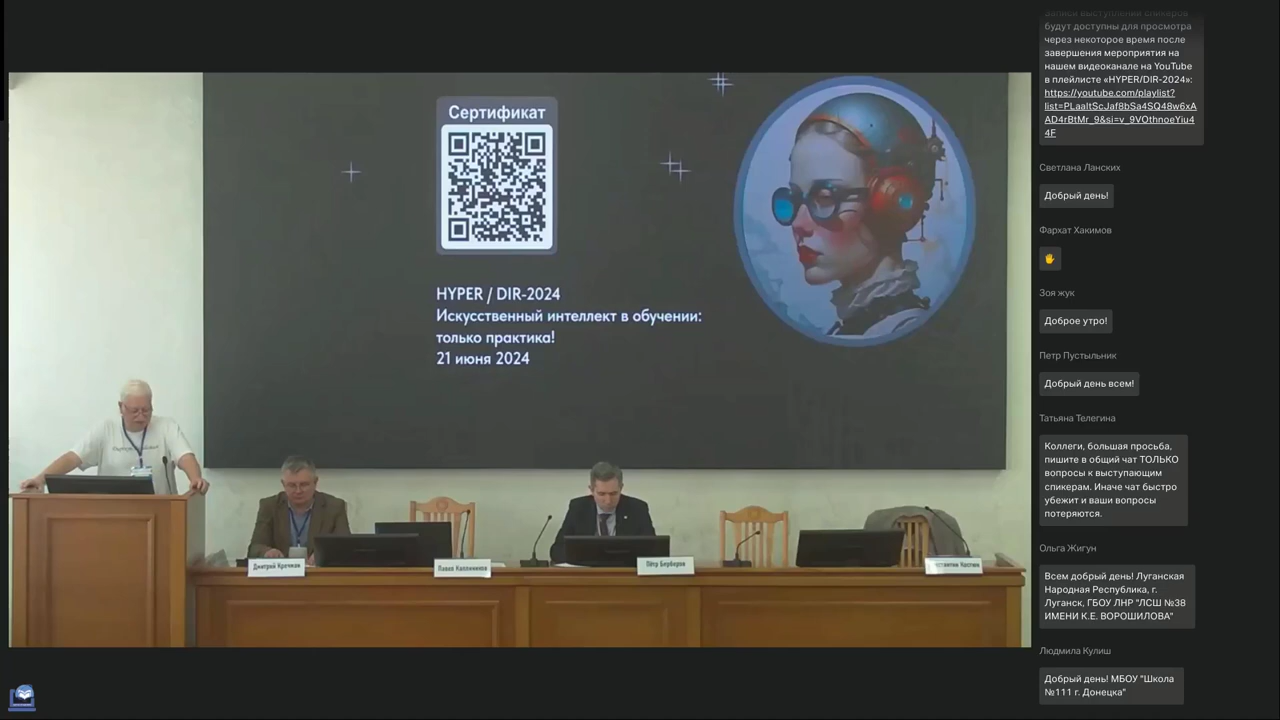 Сертификат
HYPER / DIR-2024
Искусственный интеллект в обучении:
только практика!
21 июня 2024
Дмитрий Кречман
Павел Калинников
Пётр Берберов
записи выступлений спикеров
будут доступны для просмотра
через некоторое время после
завершения мероприятия на
нашем видеоканале на YouTube
в плейлисте «HYPER/DIR-2024»:
https://youtube.com/playlist?
list=PLaaItScJaf8bSa4SQ48w6xA
AD4rBtMr_9&si=v_9VOthnoeYiu4
4F
Светлана Ланских
Добрый день!
Фархат Хакимов
Зоя жук
Доброе утро!
Петр Пустыльник
Добрый день всем!
Татьяна Телегина
Коллеги, большая просьба,
пишите в общий чат ТОЛЬКО
вопросы к выступающим
спикерам. Иначе чат быстро
убежит и ваши вопросы
потеряются.
Ольга Жигун
Всем добрый день! Луганская
Народная Республика, г.
Луганск, ГБОУ ЛНР "ЛСШ №38
ИМЕНИ К.Е. ВОРОШИЛОВА"
Людмила Кулиш
Добрый день! МБОУ "Школа
№111 г. Донецка"